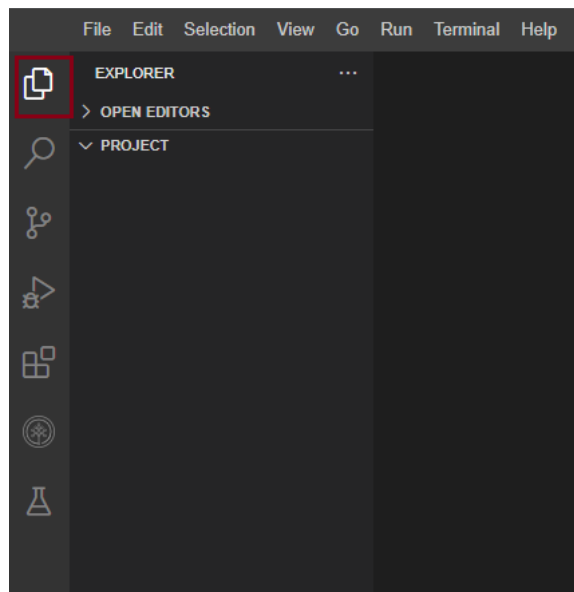 File Edit Selection View Go Run Terminal Help
EXPLORER ...
OPEN EDITORS
PROJECT